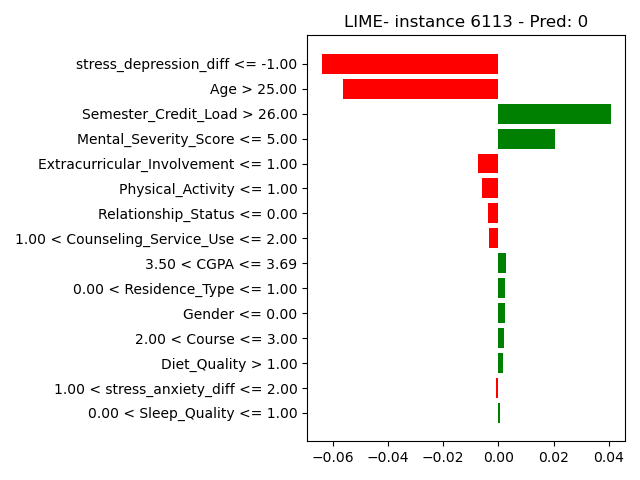 LIME- instance 6113 - Pred: 0
stress_depression_diff <= -1.00
Age > 25.00
Semester_Credit_Load > 26.00
Mental_Severity_Score <= 5.00
Extracurricular_Involvement <= 1.00
Physical_Activity <= 1.00
Relationship_Status <= 0.00
1.00 < Counseling_Service_Use <= 2.00
3.50 < CGPA <= 3.69
0.00 < Residence_Type <= 1.00
Gender <= 0.00
2.00 < Course <= 3.00
Diet_Quality > 1.00
1.00 < stress_anxiety_diff <= 2.00
0.00 < Sleep_Quality <= 1.00
−0.06 −0.04 −0.02 0.00 0.02 0.04